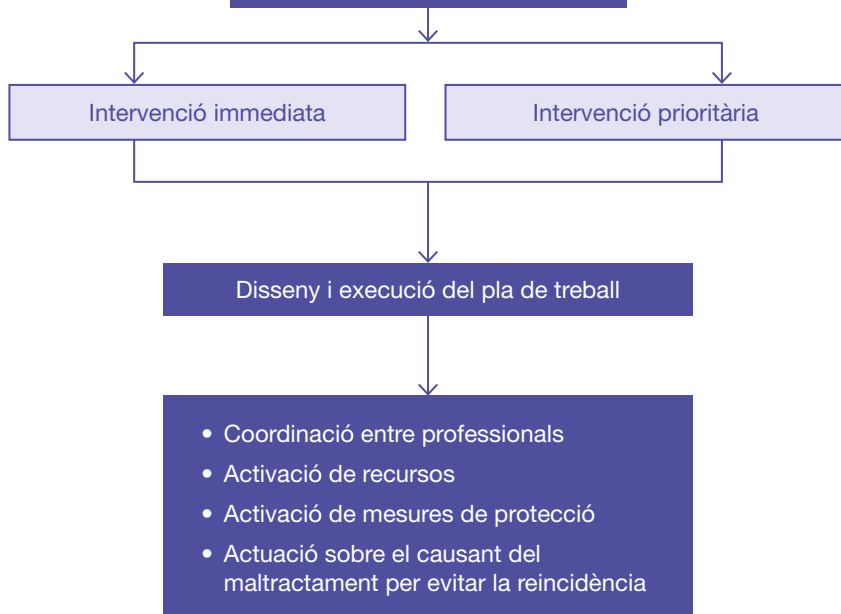 Intervenció immediata
Intervenció prioritària
Disseny i execució del pla de treball
• Coordinació entre professionals
• Activació de recursos
• Activació de mesures de protecció
• Actuació sobre el causant del
maltractament per evitar la reincidència